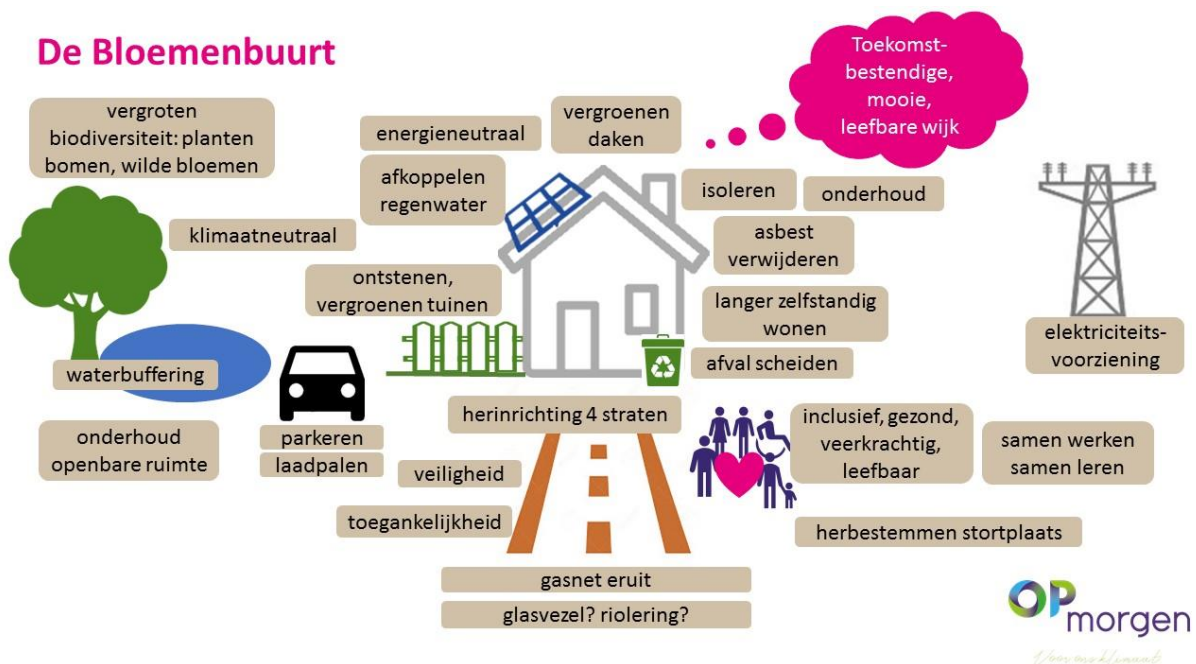 De Bloemenbuurt
Toekomst-
bestendige,
mooie,
leefbare wijk
vergroten
biodiversiteit: planten
bomen, wilde bloemen
energieneutraal
vergroenen
daken
afkoppelen
regenwater
isoleren
onderhoud
klimaatneutraal
asbest
verwijderen
ontstenen,
vergroenen tuinen
langer zelfstandig
wonen
elektriciteits-
voorziening
waterbuffering
afval scheiden
herinrichting 4 straten
onderhoud
openbare ruimte
parkeren
laadpalen
inclusief, gezond,
veerkrachtig,
leefbaar
samen werken
samen leren
veiligheid
toegankelijkheid
herbestemmen stortplaats
gasnet eruit
glasvezel? riolering?
OPmorgen
Voor ons klimaat